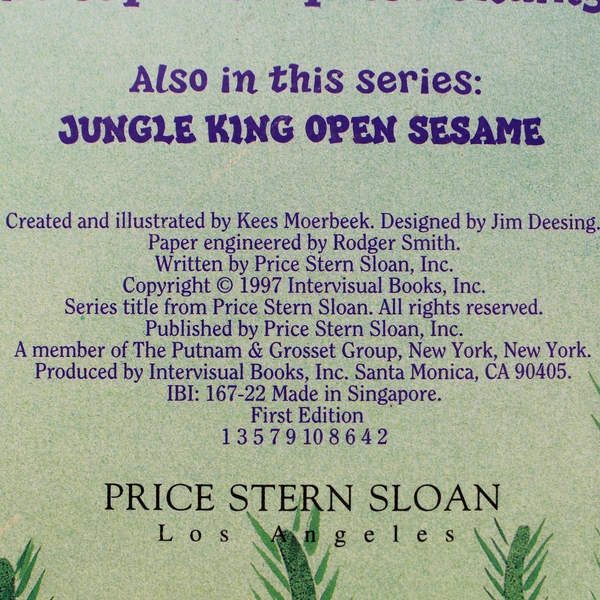 Also in this series:
JUNGLE KING OPEN SESAME
Created and illustrated by Kees Moerbeek. Designed by Jim Deesing.
Paper engineered by Rodger Smith.
Written by Price Stern Sloan, Inc.
Copyright © 1997 Intervisual Books, Inc.
Series title from Price Stern Sloan. All rights reserved.
Published by Price Stern Sloan, Inc.
A member of The Putnam & Grosset Group, New York, New York.
Produced by Intervisual Books, Inc. Santa Monica, CA 90405.
IBI: 167-22 Made in Singapore.
First Edition
1 3 5 7 9 10 8 6 4 2
PRICE STERN SLOAN
Los Angeles